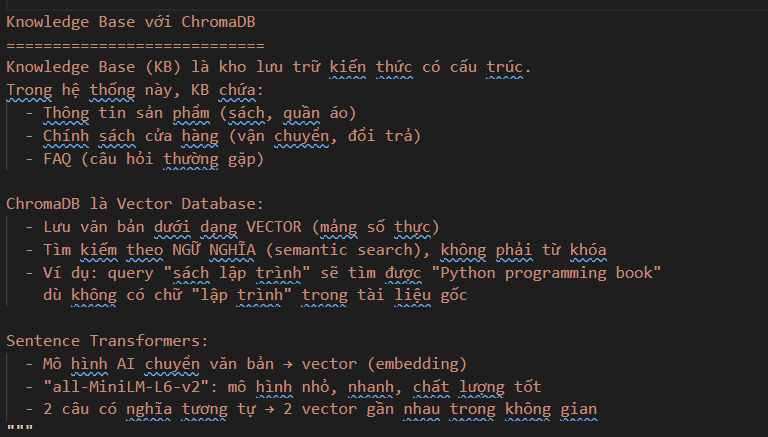 Knowledge Base với ChromaDB
============================
Knowledge Base (KB) là kho lưu trữ kiến thức có cấu trúc.
Trong hệ thống này, KB chứa:
  - Thông tin sản phẩm (sách, quần áo)
  - Chính sách cửa hàng (vận chuyển, đổi trả)
  - FAQ (câu hỏi thường gặp)

ChromaDB là Vector Database:
  - Lưu văn bản dưới dạng VECTOR (mảng số thực)
  - Tìm kiếm theo NGỮ NGHĨA (semantic search), không phải từ khóa
  - Ví dụ: query "sách lập trình" sẽ tìm được "Python programming book"
    dù không có chữ "lập trình" trong tài liệu gốc

Sentence Transformers:
  - Mô hình AI chuyển văn bản → vector (embedding)
  - "all-MiniLM-L6-v2": mô hình nhỏ, nhanh, chất lượng tốt
  - 2 câu có nghĩa tương tự → 2 vector gần nhau trong không gian
"""